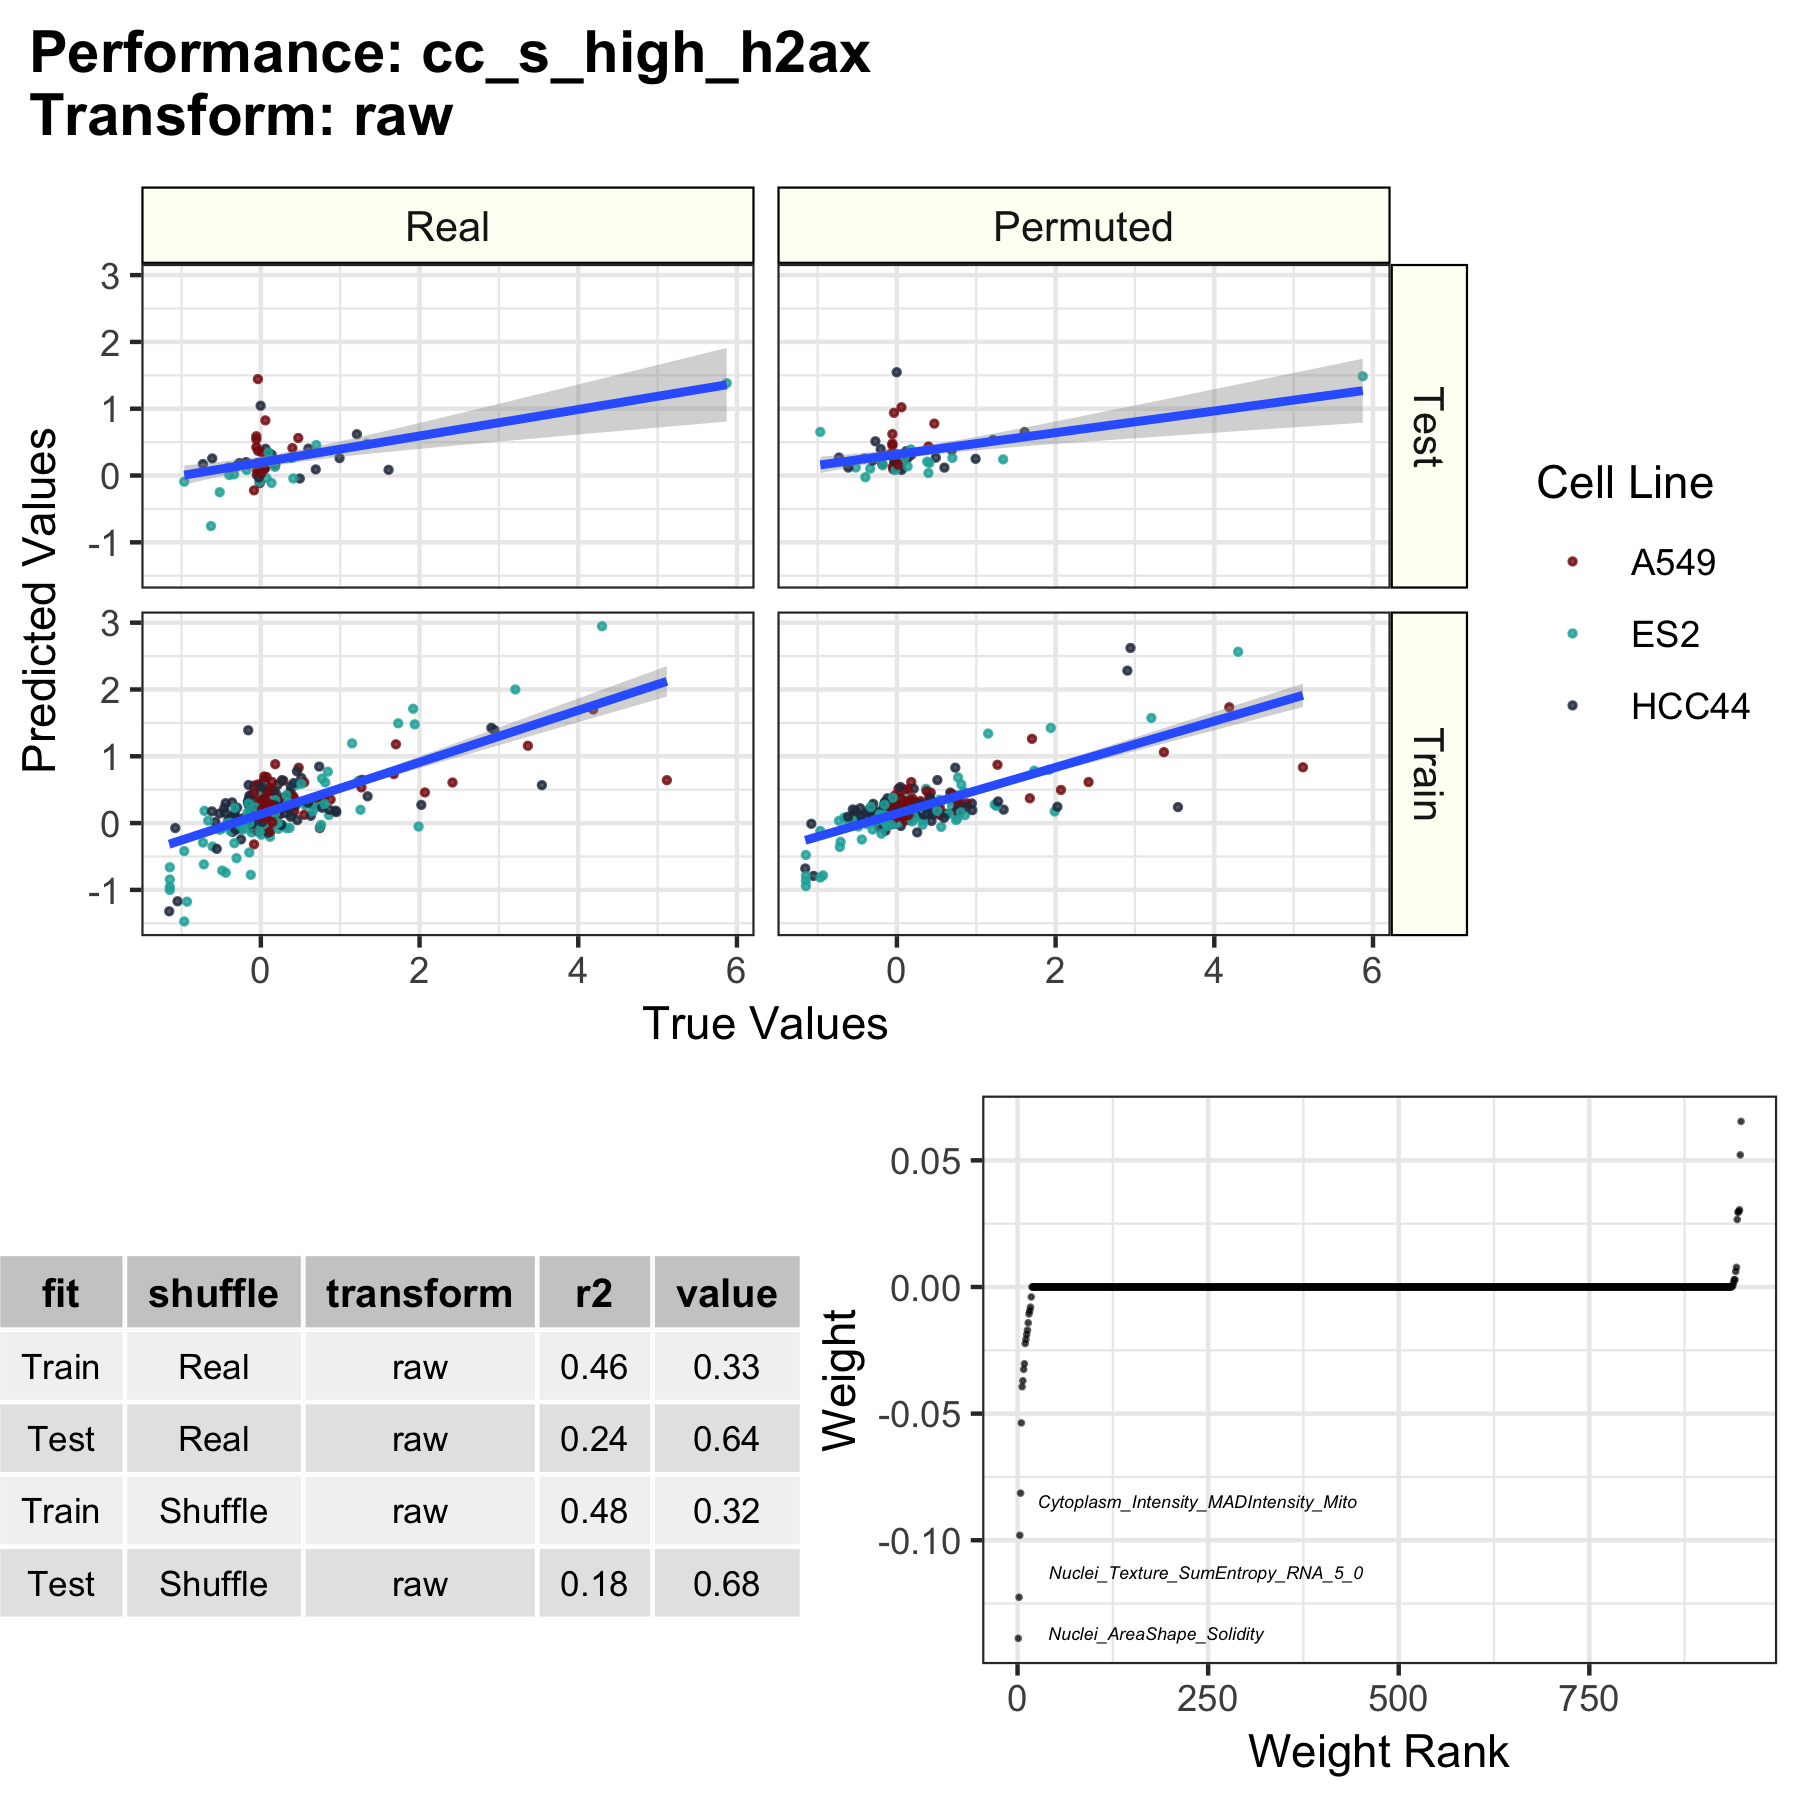 Performance: cc_s_high_h2ax
Transform: raw
Real
Permuted
3
2
1
0
-1
Test
3
2
1
0
-1
Train
0
2
4
6
0
2
4
6
Predicted Values
True Values
Cell Line
A549
ES2
HCC44
fit shuffle transform r2 value
Train Real raw 0.46 0.33
Test Real raw 0.24 0.64
Train Shuffle raw 0.48 0.32
Test Shuffle raw 0.18 0.68
Weight
0.05
0.00
-0.05
-0.10
Cytoplasm_Intensity_MADIntensity_Mito
Nuclei_Texture_SumEntropy_RNA_5_0
Nuclei_AreaShape_Solidity
0
250
500
750
Weight Rank